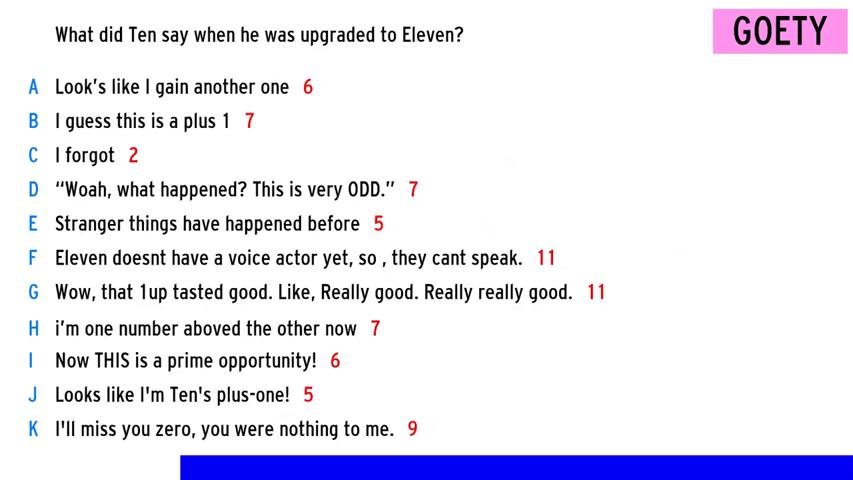 What did Ten say when he was upgraded to Eleven?
GOETY
A Look's like I gain another one 6
B I guess this is a plus 1 7
C I forgot 2
D “Woah, what happened? This is very ODD.” 7
E Stranger things have happened before 5
F Eleven doesnt have a voice actor yet, so , they cant speak. 11
G Wow, that 1up tasted good. Like, Really good. Really really good. 11
H i'm one number aboved the other now 7
I Now THIS is a prime opportunity! 6
J Looks like I'm Ten's plus-one! 5
K I'll miss you zero, you were nothing to me. 9